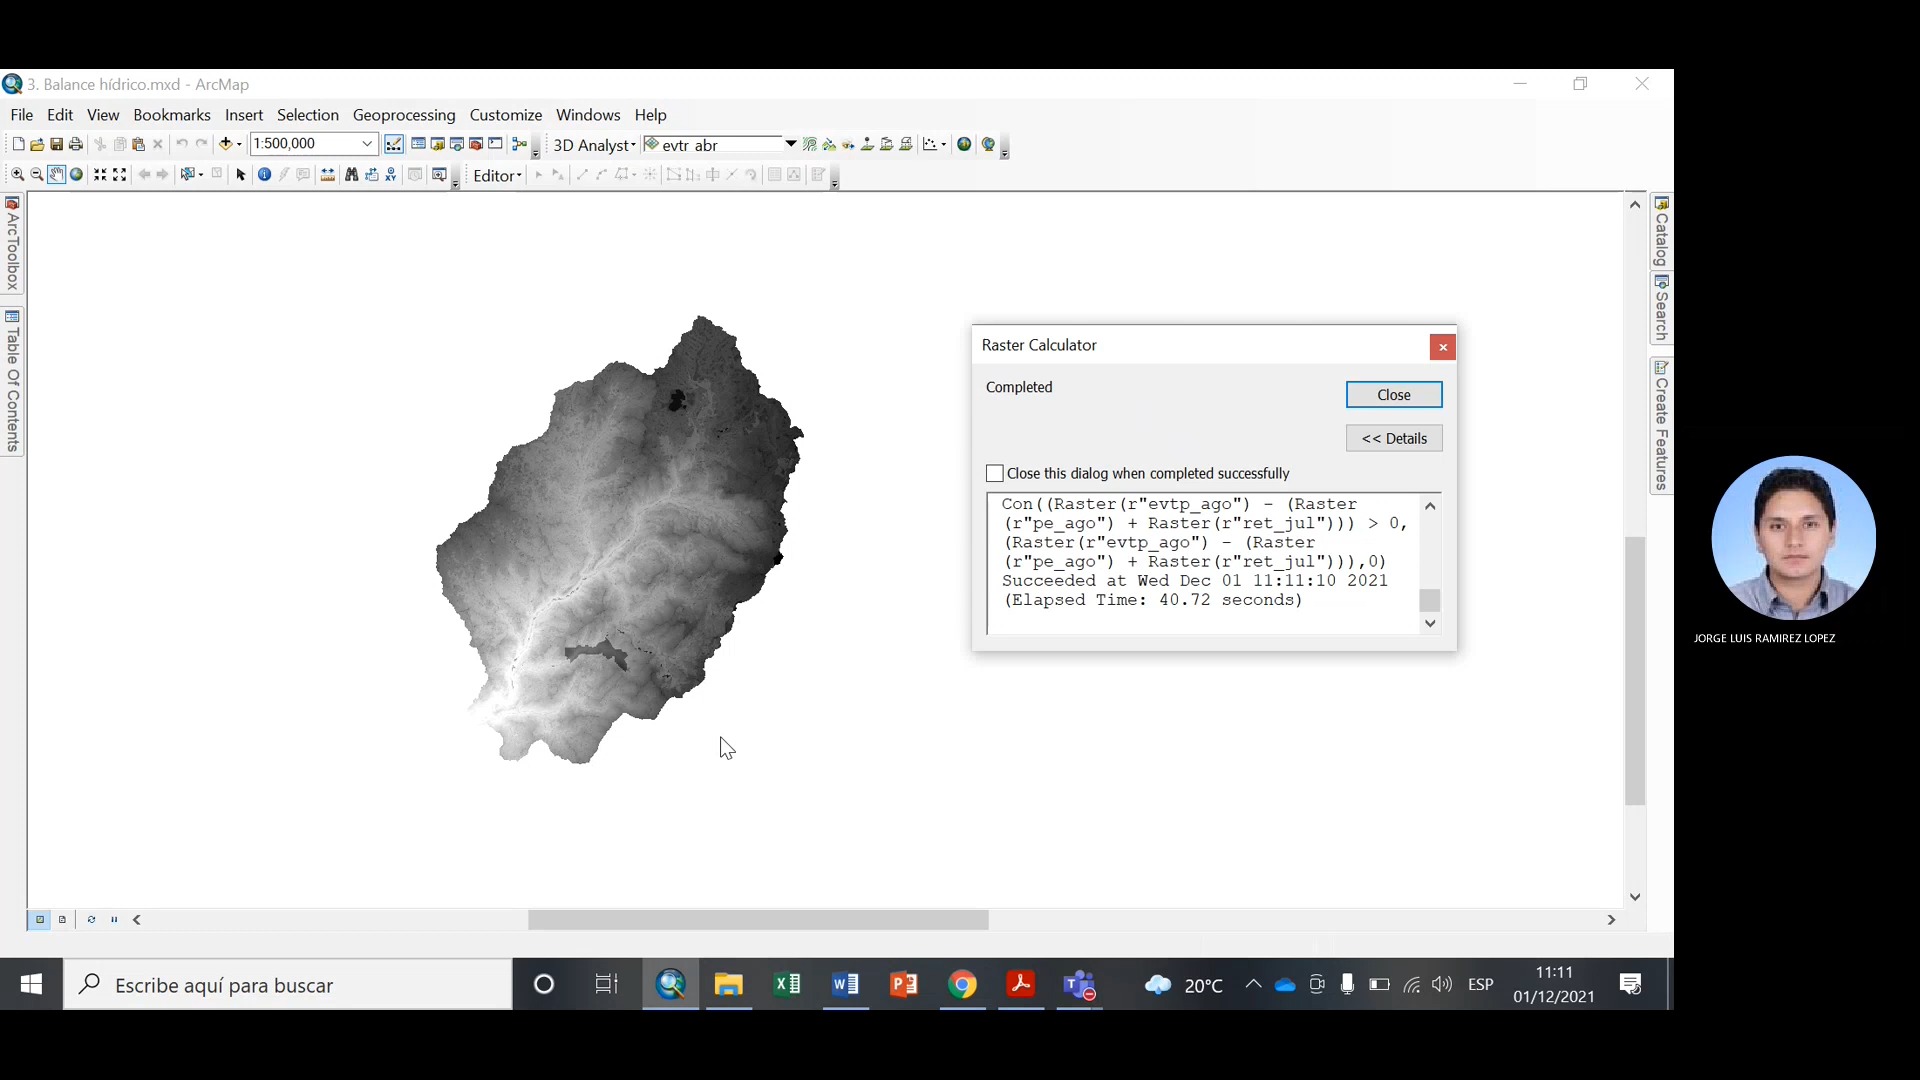 3. Balance hídrico.mxd - ArcMap
File Edit View Bookmarks Insert Selection Geoprocessing Customize Windows Help
1:500,000
3D Analyst
evtr abr
Editor
ArcToolbox
Table Of Contents
Catalog
Search
Create Features
Raster Calculator
Completed
Close
<< Details
Close this dialog when completed successfully
Con((Raster(r"evtp_ago") - (Raster
(r"pe_ago") + Raster(r"ret_jul"))) > 0,
(Raster(r"evtp_ago") - (Raster
(r"pe_ago") + Raster(r"ret_jul"))),0)
Succeeded at Wed Dec 01 11:11:10 2021
(Elapsed Time: 40.72 seconds)
JORGE LUIS RAMIREZ LOPEZ
Escribe aquí para buscar
20°C
ESP
11:11
01/12/2021